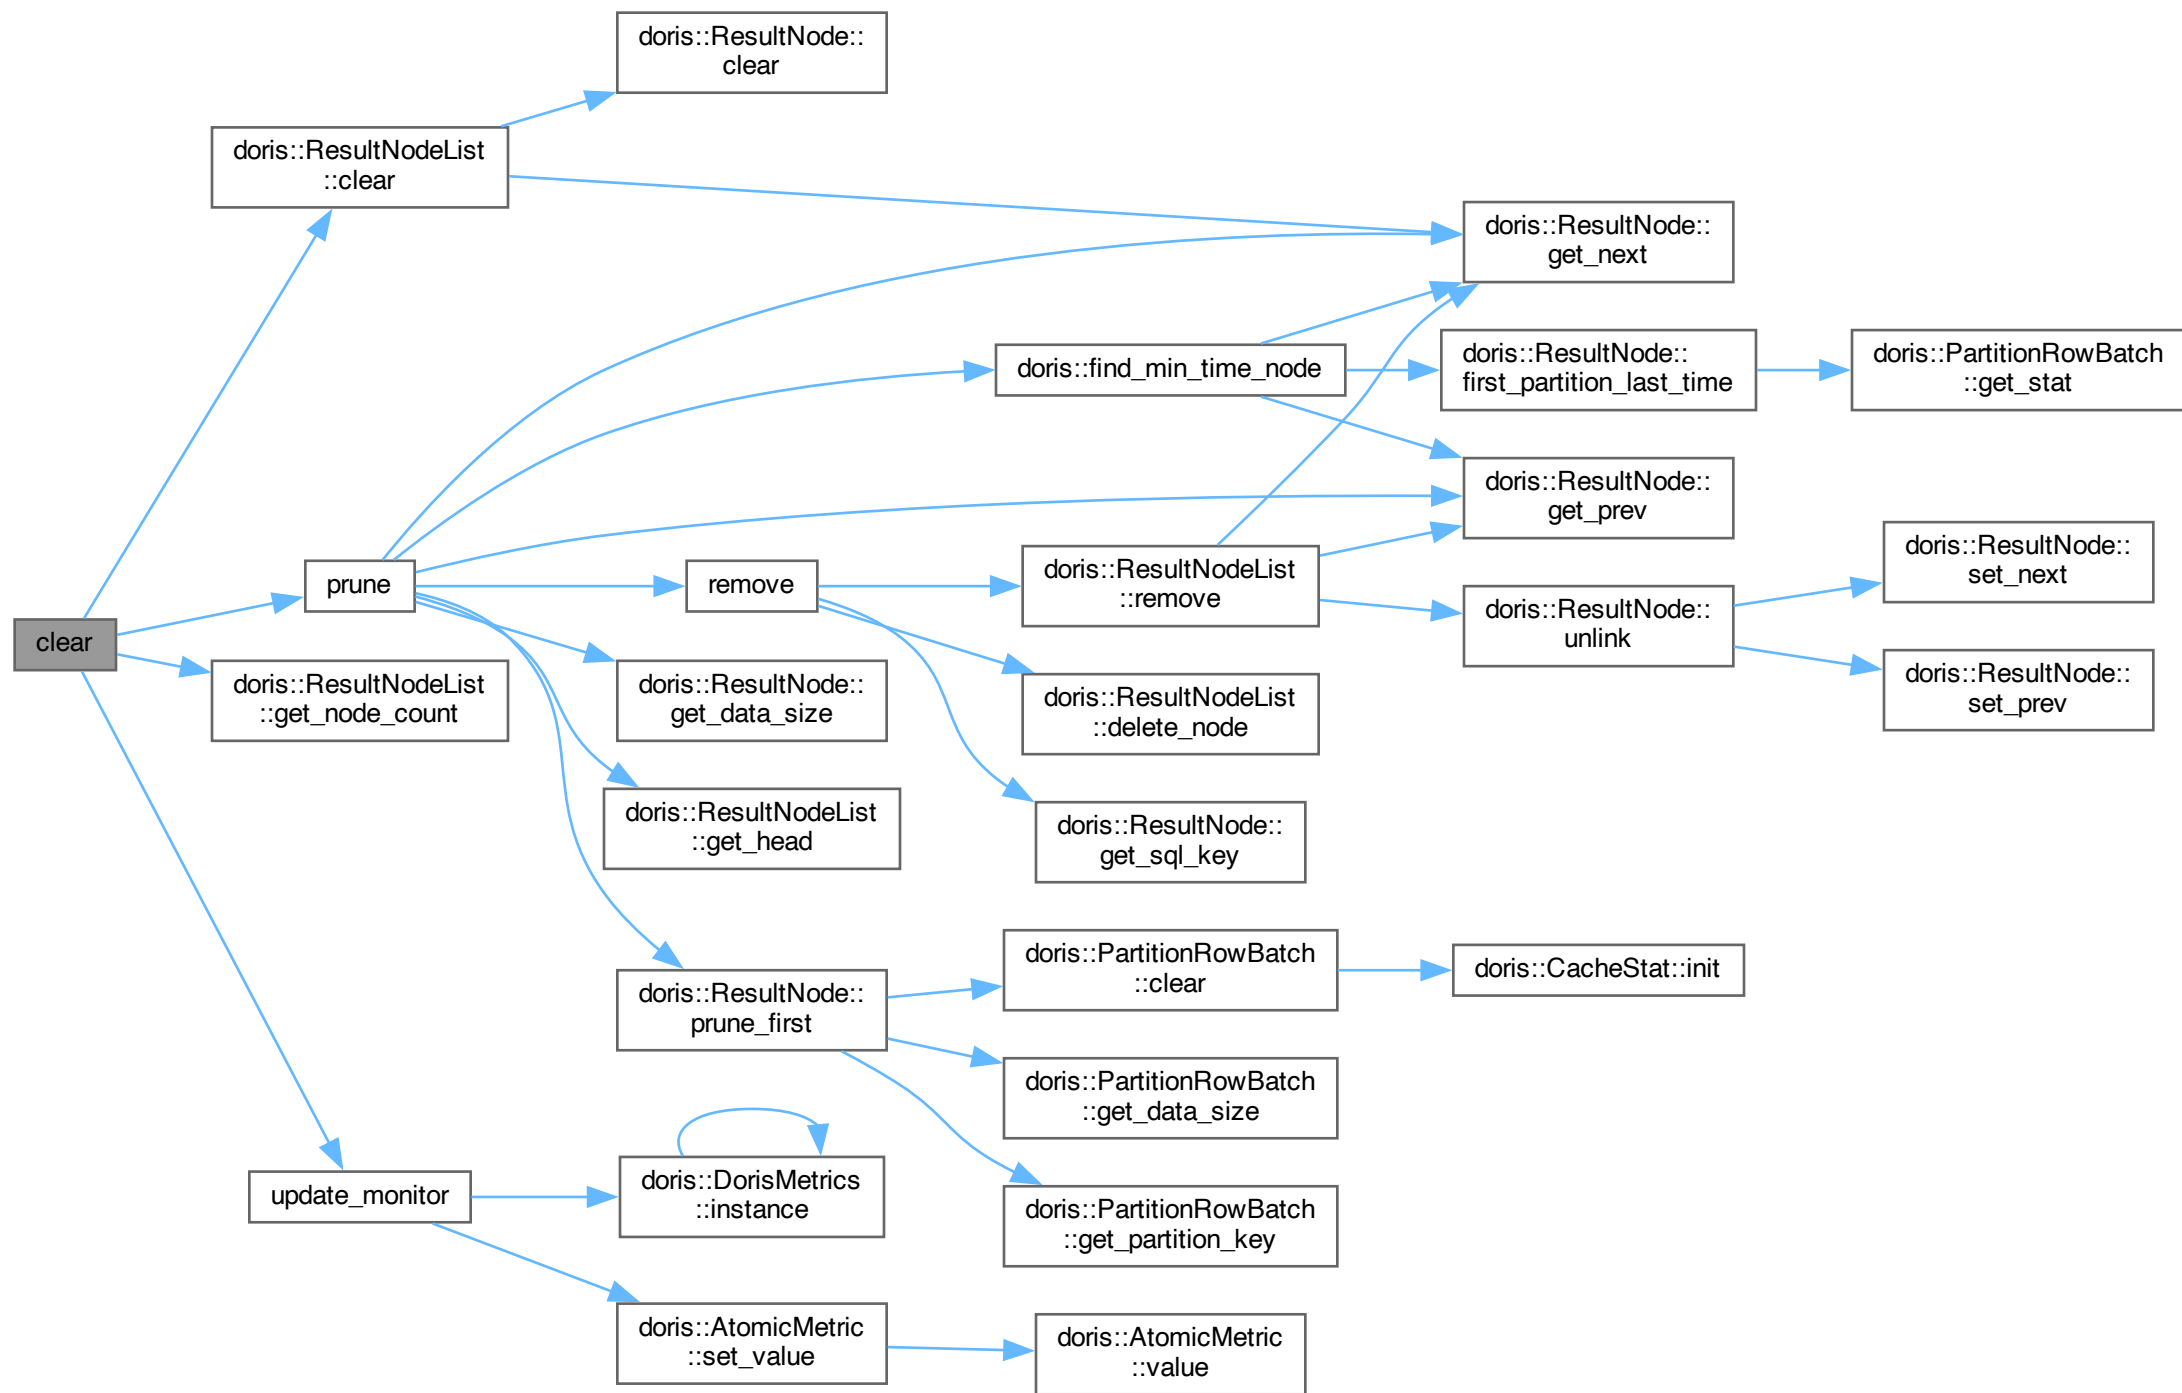 doris::ResultNode::
clear
doris::ResultNodeList
::clear
doris::ResultNode::
get_next
doris::find_min_time_node
doris::ResultNode::
first_partition_last_time
doris::PartitionRowBatch
::get_stat
doris::ResultNode::
get_prev
prune
remove
doris::ResultNodeList
::remove
doris::ResultNode::
set_next
doris::ResultNode::
unlink
clear
doris::ResultNodeList
::get_node_count
doris::ResultNode::
get_data_size
doris::ResultNodeList
::delete_node
doris::ResultNode::
set_prev
doris::ResultNodeList
::get_head
doris::ResultNode::
get_sql_key
doris::ResultNode::
prune_first
doris::PartitionRowBatch
::clear
doris::CacheStat::init
doris::PartitionRowBatch
::get_data_size
update_monitor
doris::DorisMetrics
::instance
doris::PartitionRowBatch
::get_partition_key
doris::AtomicMetric
::set_value
doris::AtomicMetric
::value